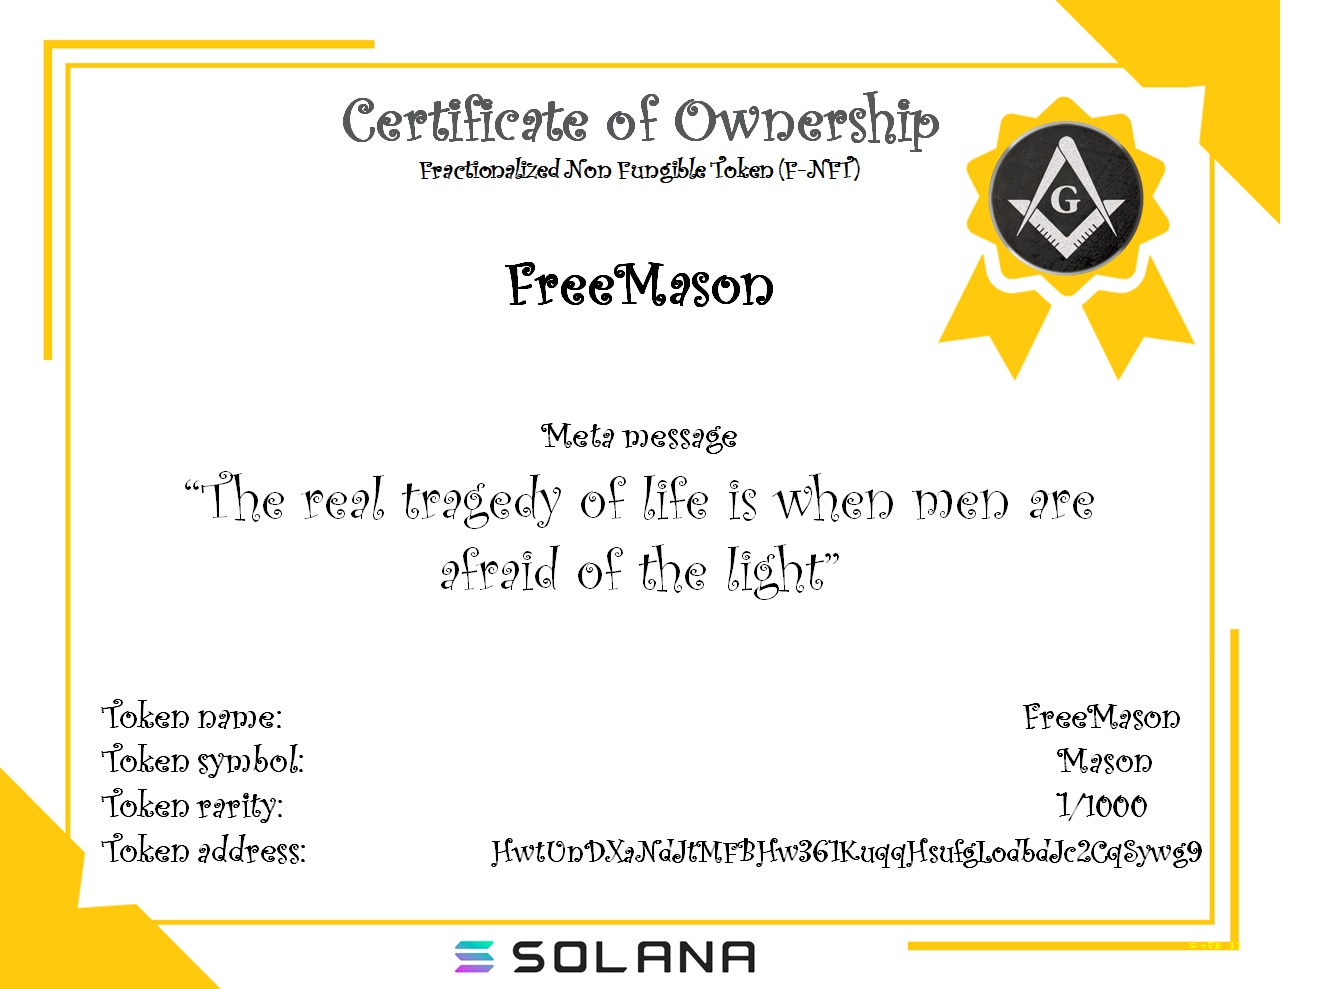 Certificate of Ownership
Fractionalized Non Fungible Token (F-NFT)
G
FreeMason
Meta message
“The real tragedy of life is when men are
afraid of the light”
Token name: FreeMason
Token symbol: Mason
Token rarity: 1/1000
Token address: HwtUnDXaNdJtMFBHw361KuqqHsufgLodbdJc2CqSywg9
SOLANA